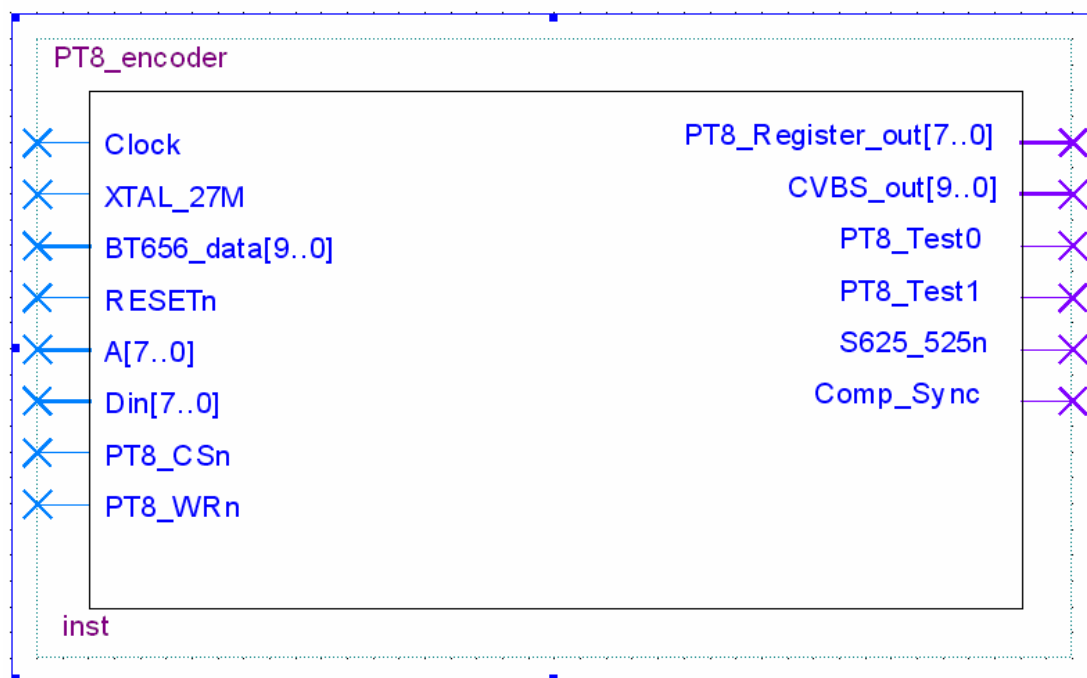 PT8_encoder
Clock
XTAL_27M
BT656_data[9..0]
RESETn
A[7..0]
Din[7..0]
PT8_CSn
PT8_WRn
PT8_Register_out[7..0]
CVBS_out[9..0]
PT8_Test0
PT8_Test1
S625_525n
Comp_Sync
inst